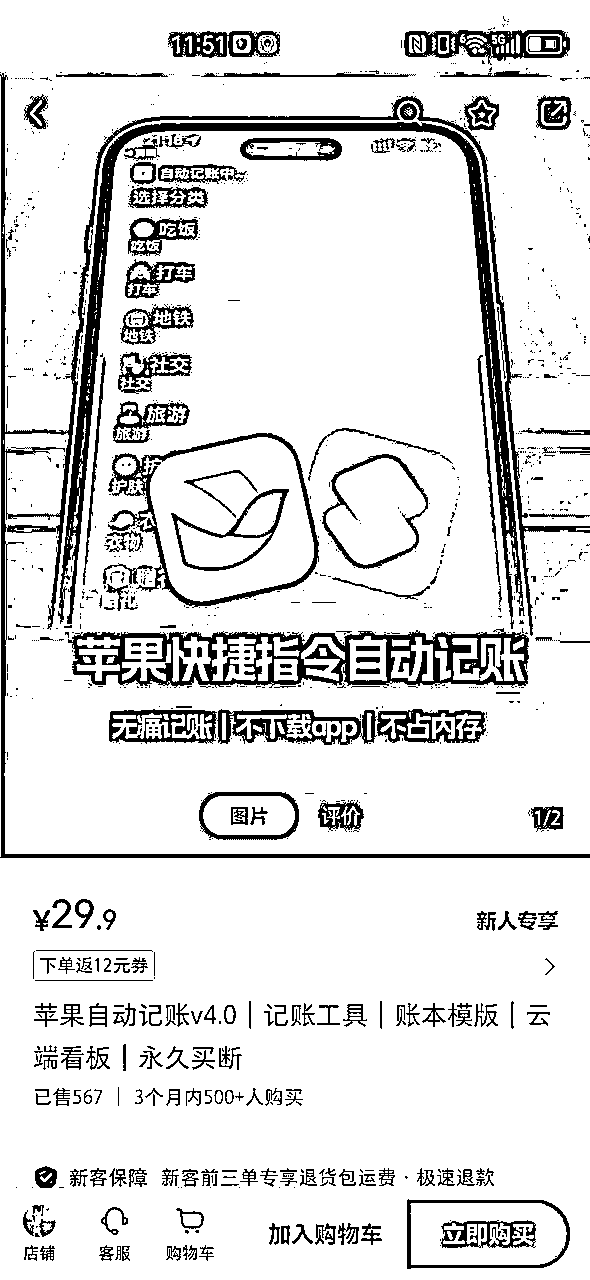 11:51
5G
自动记账中
选择分类
吃饭
吃饭
打车
打车
地铁
地铁
社交
社交
旅游
旅游
护肤
衣物
苹果快捷指令自动记账
无痛记账 | 不下载app | 不占内存
图片 评价 1/2
¥29.9 新人专享
下单返12元券
苹果自动记账v4.0 | 记账工具 | 账本模版 | 云
端看板 | 永久买断
已售567 | 3个月内500+人购买
新客保障 新客前三单专享退货包运费 · 极速退款
店铺 客服 购物车 加入购物车 立即购买